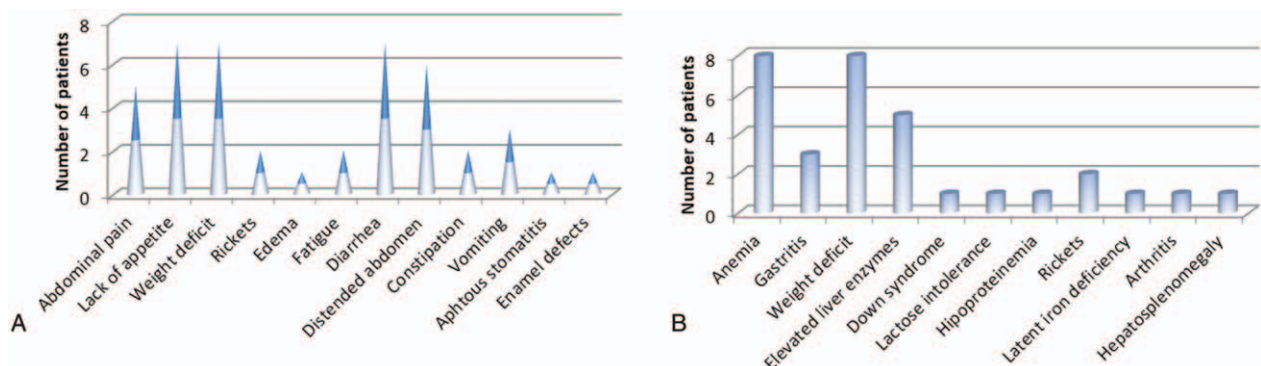 Number of patients
8
6
4
2
0
Abdominal pain
Lack of appetite
Weight deficit
Rickets
Edema
Fatigue
Diarrhea
Distended abdomen
Constipation
Vomiting
Aphtous stomatitis
Enamel defects
A
Number of patients
8
6
4
2
0
Anemia
Gastritis
Weight deficit
Elevated liver enzymes
Down syndrome
Lactose intolerance
Hipoproteinemia
Rickets
Latent iron deficiency
Arthritis
Hepatosplenomegaly
B